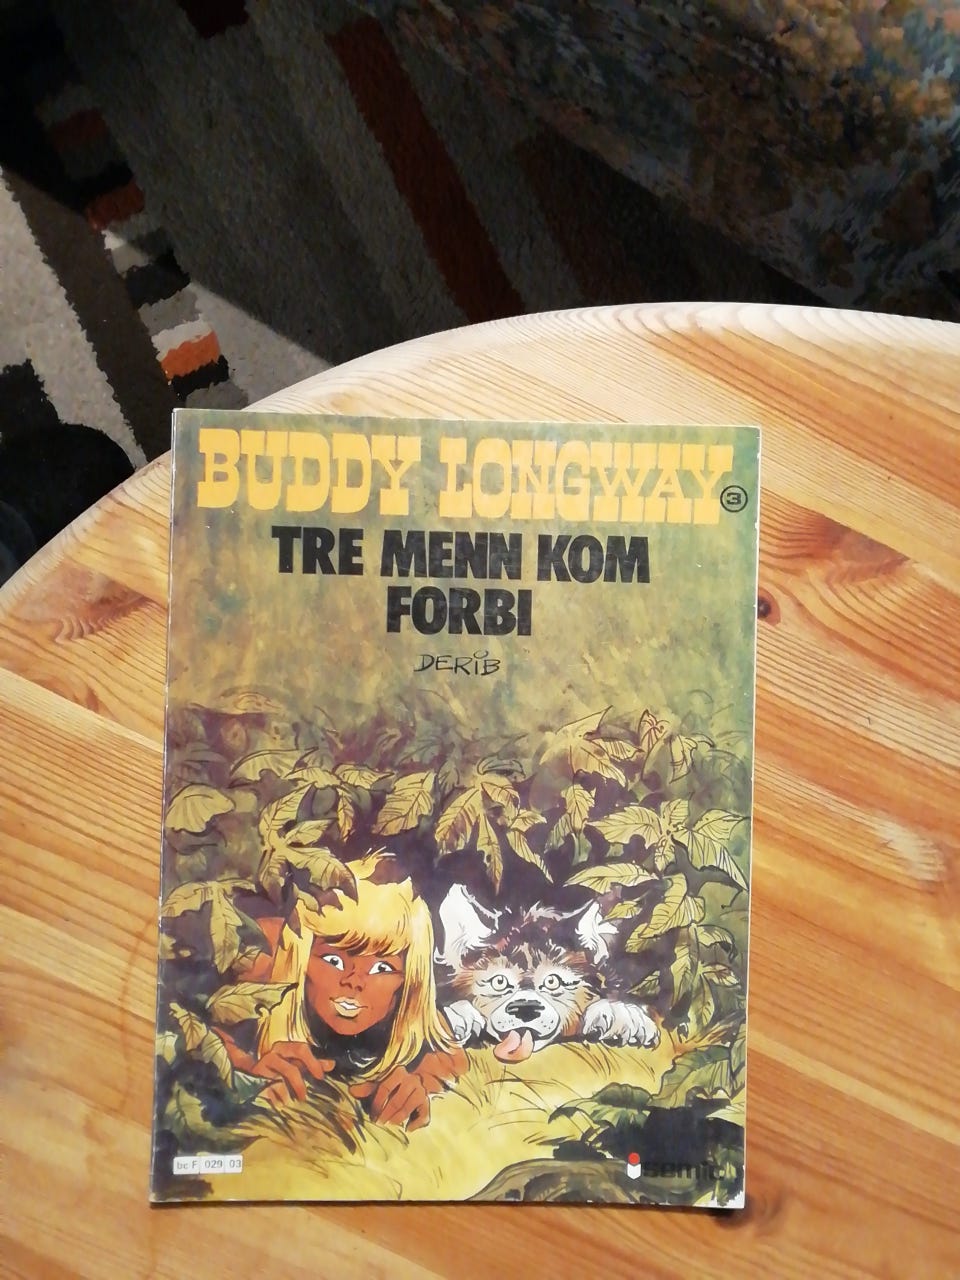 BUDDY LONGWAY 3
TRE MENN KOM
FORBI
DERIB
bc F 029 03
semic